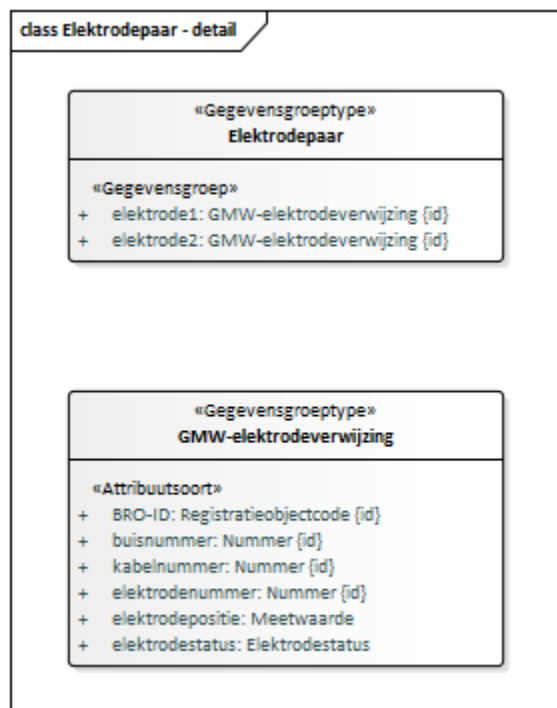 class Elektrodepaar - detail
«Gegevensgroeptype»
Elektrodepaar
«Gegevensgroep»
+ elektrode1: GMW-elektrodeverwijzing {id}
+ elektrode2: GMW-elektrodeverwijzing {id}
«Gegevensgroeptype»
GMW-elektrodeverwijzing
«Attribuutsoort»
+ BRO-ID: Registratieobjectcode {id}
+ buisnummer: Nummer {id}
+ kabelnummer: Nummer {id}
+ elektrodenummer: Nummer {id}
+ elektrodepositie: Meetwaarde
+ elektrodestatus: Elektrodestatus